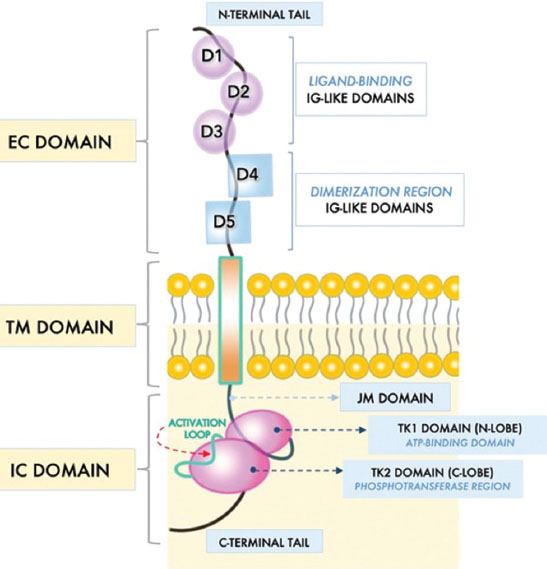 N-TERMINAL TAIL
D1
D2
D3
LIGAND-BINDING
IG-LIKE DOMAINS
EC DOMAIN
D4
D5
DIMERIZATION REGION
IG-LIKE DOMAINS
TM DOMAIN
JM DOMAIN
ACTIVATION
LOOP
TK1 DOMAIN (N-LOBE)
ATP-BINDING DOMAIN
IC DOMAIN
TK2 DOMAIN (C-LOBE)
PHOSPHOTRANSFERASE REGION
C-TERMINAL TAIL